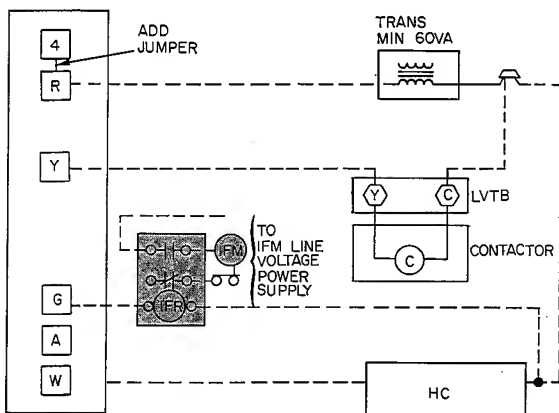 4
ADD
JUMPER
R
TRANS
MIN 60VA
Y
Y
C
LVTB
C
CONTACTOR
IFM
TO
IFM LINE
VOLTAGE
POWER
SUPPLY
G
IFR
A
W
HC